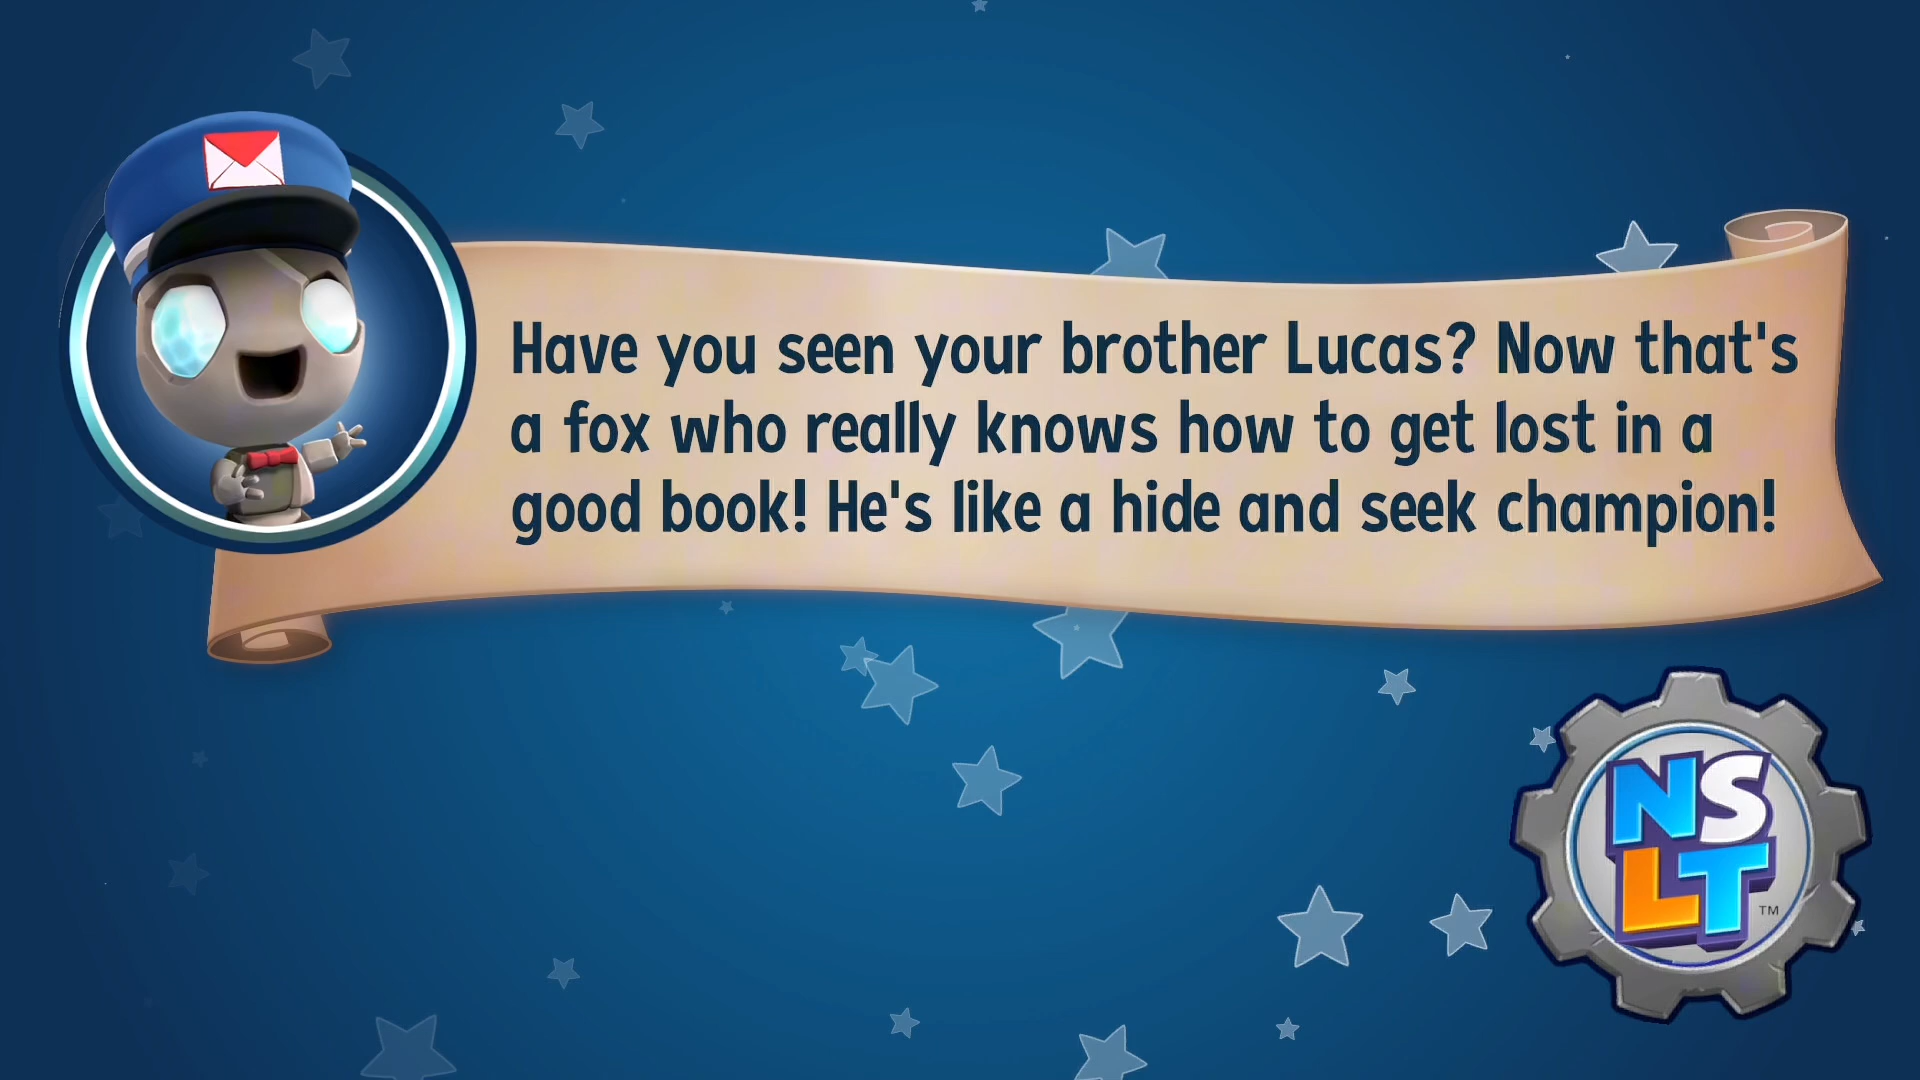 Have you seen your brother Lucas? Now that's
a fox who really knows how to get lost in a
good book! He's like a hide and seek champion!
NS
LT
TM